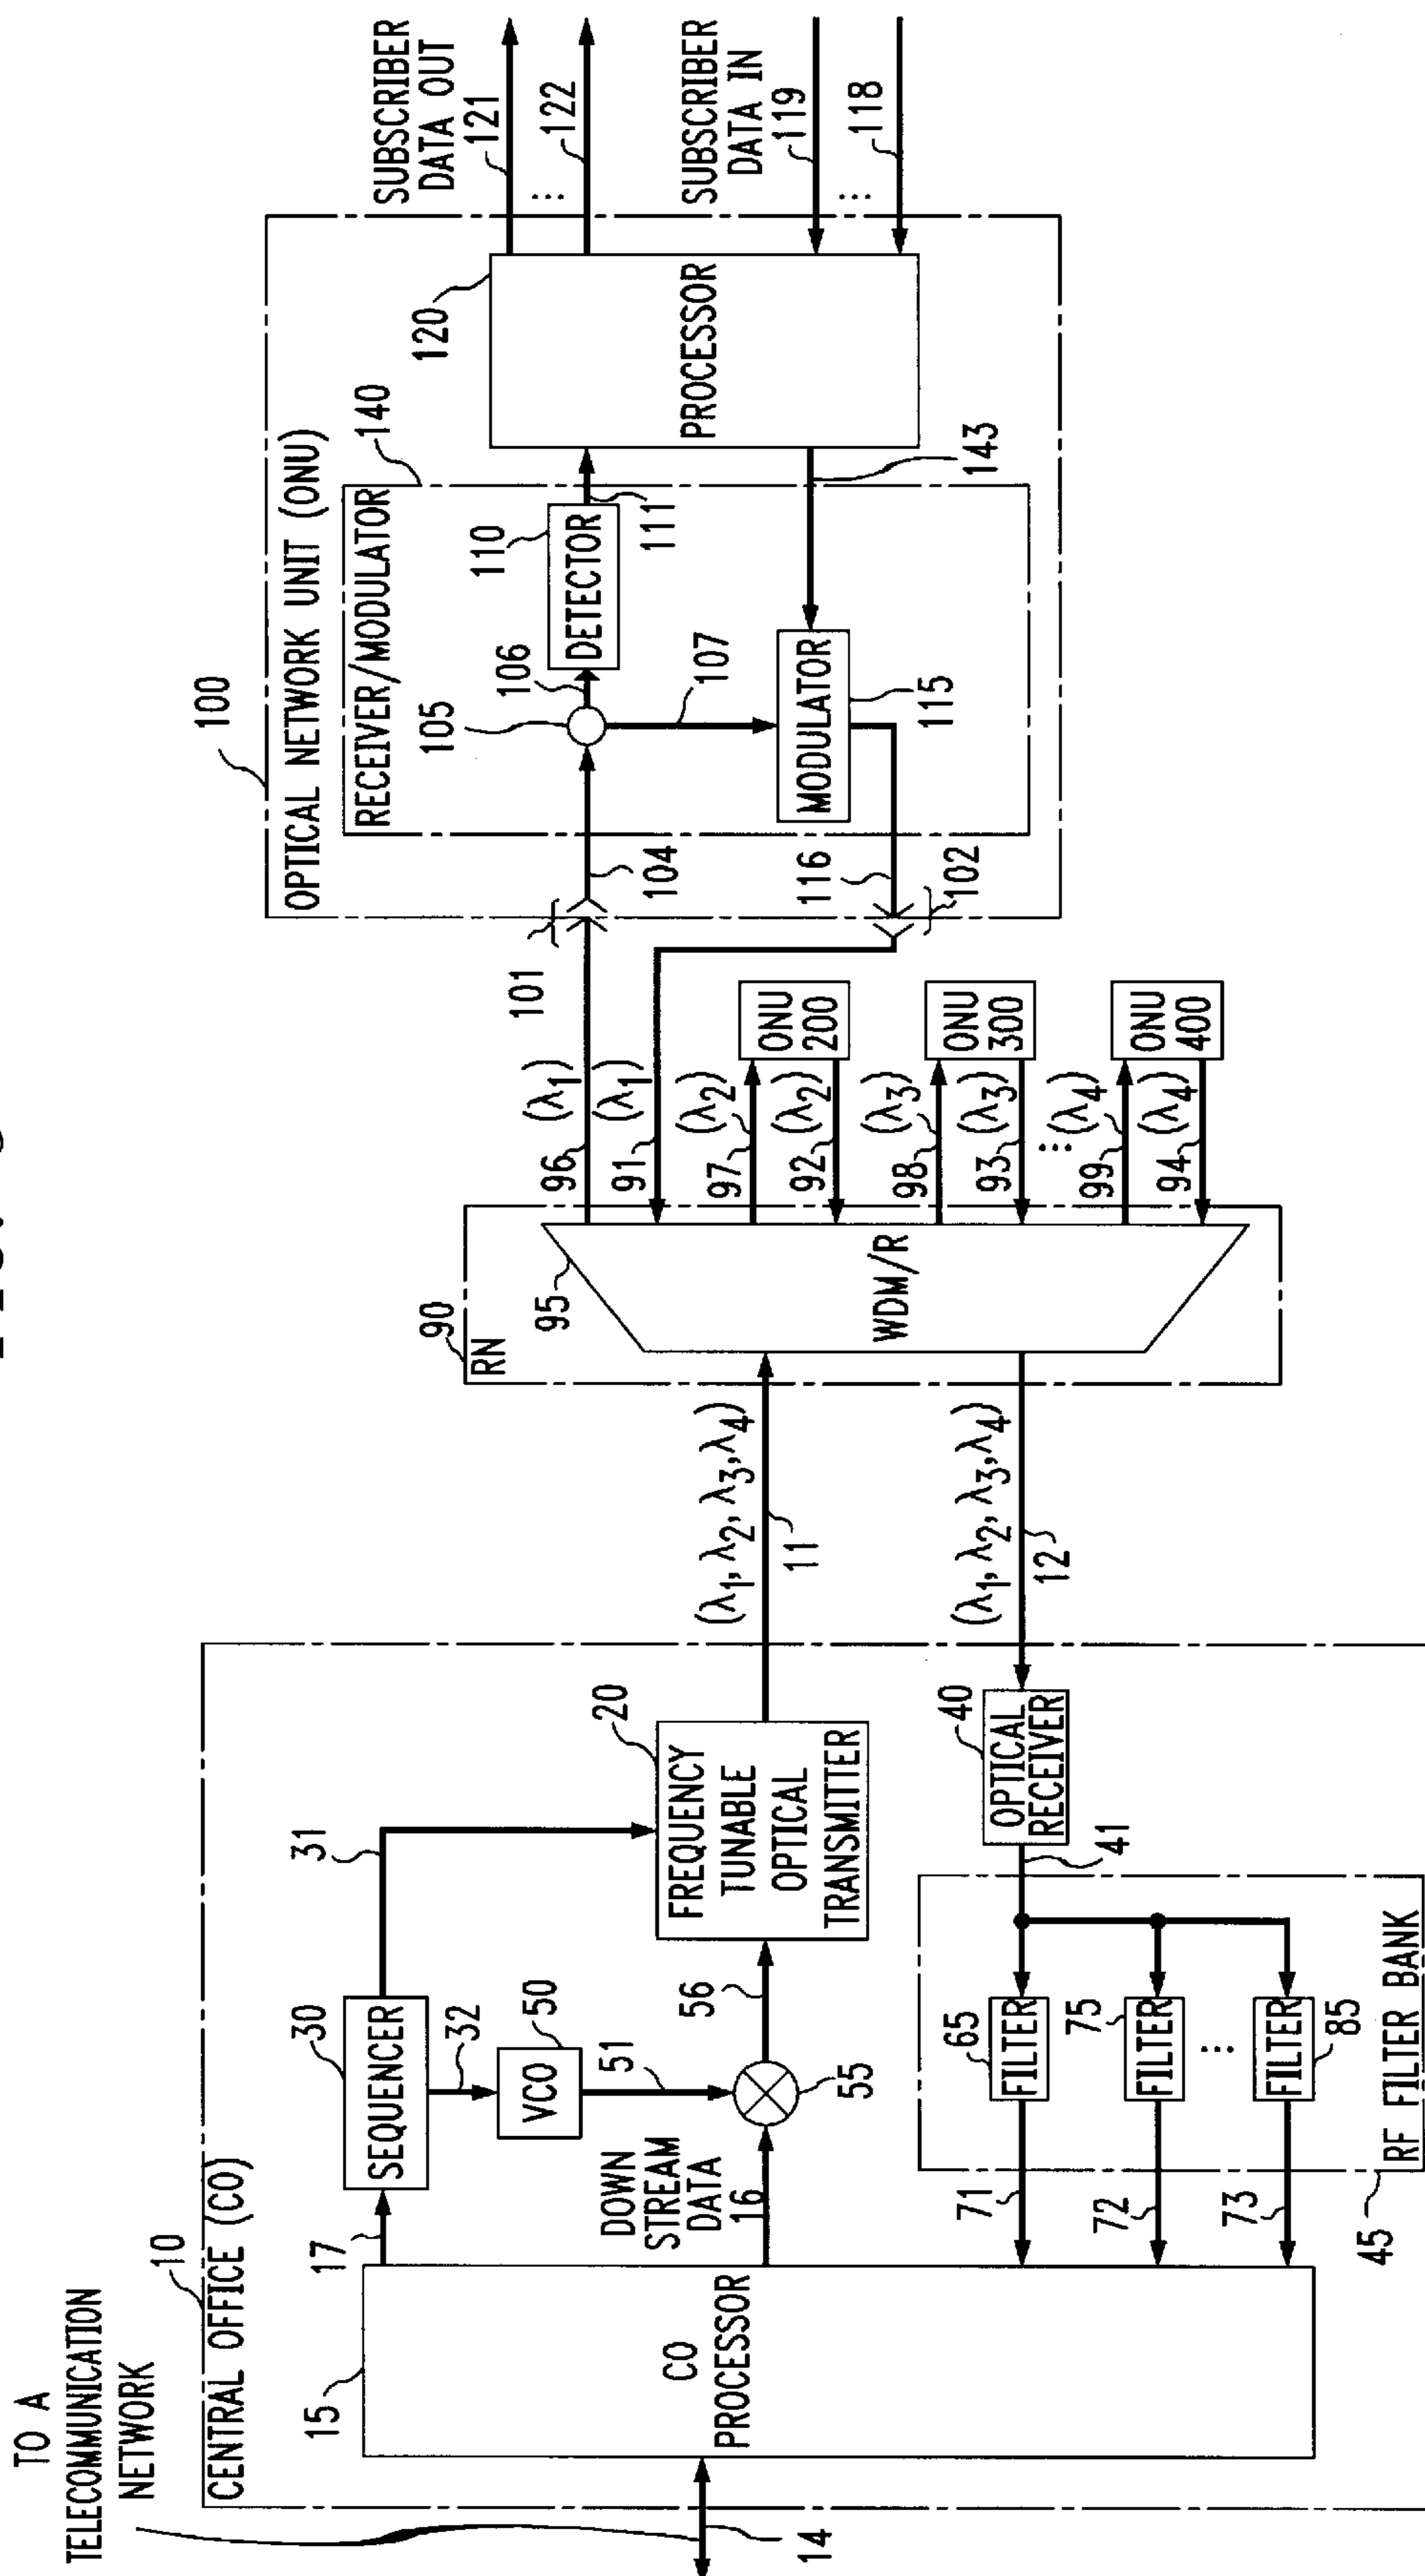 TO A
TELECOMMUNICATION
NETWORK
14
10
CENTRAL OFFICE (CO)
15
CO
PROCESSOR
17
30
SEQUENCER
31
32
50
VCO
51
DOWN
STREAM
DATA
16
55
56
20
FREQUENCY
TUNABLE
OPTICAL
TRANSMITTER
40
OPTICAL
RECEIVER
41
65
FILTER
75
FILTER
⋮
FILTER
85
RF FILTER BANK
45
71
72
73
(λ1, λ2, λ3, λ4)
11
(λ1, λ2, λ3, λ4)
12
90
RN
95
WDM/R
96 (λ1)
91 (λ1)
97 (λ2)
92 (λ2)
98 (λ3)
93 (λ3)
⋮
99 (λ4)
94 (λ4)
ONU
200
ONU
300
ONU
400
101
102
100
OPTICAL NETWORK UNIT (ONU)
RECEIVER/MODULATOR
140
104
105
106
107
110
DETECTOR
111
MODULATOR
115
116
143
120
PROCESSOR
SUBSCRIBER
DATA OUT
121
⋮
122
SUBSCRIBER
DATA IN
119
⋮
118